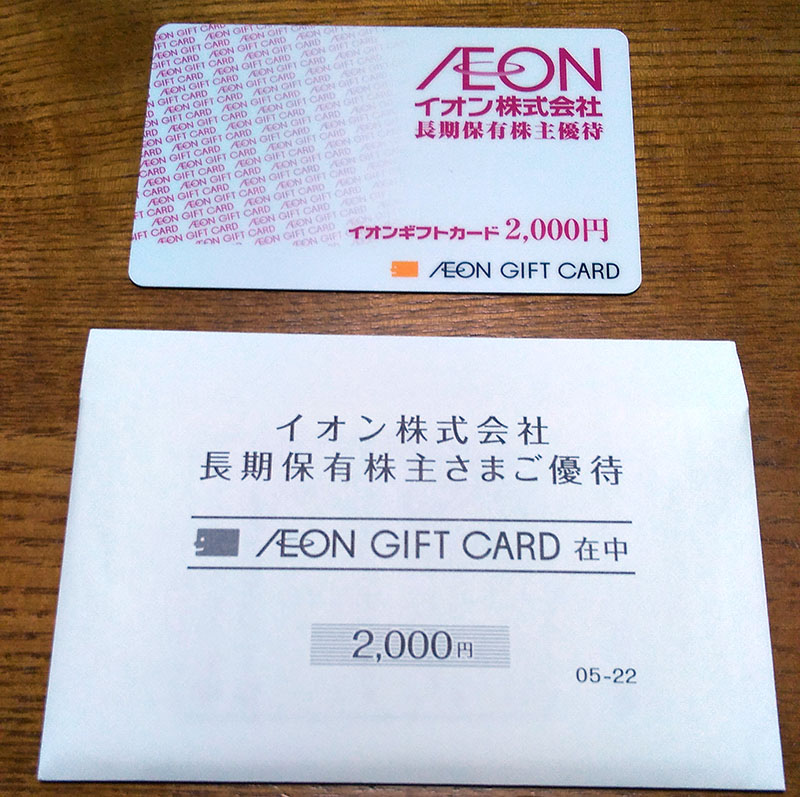 ÆON
イオン株式会社
長期保有株主優待
イオンギフトカード 2,000円
ÆON GIFT CARD
イオン株式会社
長期保有株主さまご優待
ÆON GIFT CARD 在中
2,000円
05-22